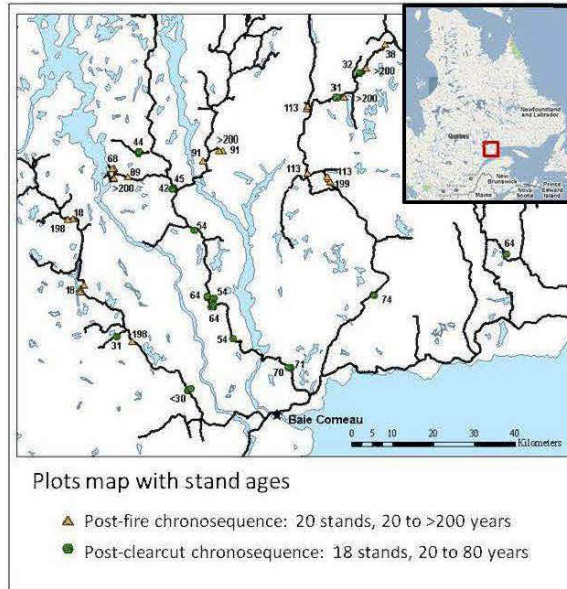 38
32
>200
31
>200
113
44
>200
91
91
68
89
>200
45
42
113
113
199
198
18
54
64
18
64
54
64
74
31
198
54
71
70
<30
Baie Comeau
0
5
10
20
30
40
Kilometers
Quebec
Newfoundland
and Labrador
New
Brunswick
Maine
Nova
Scotia
Prince
Edward
Island
Plots map with stand ages
Post-fire chronosequence: 20 stands, 20 to >200 years
Post-clearcut chronosequence: 18 stands, 20 to 80 years